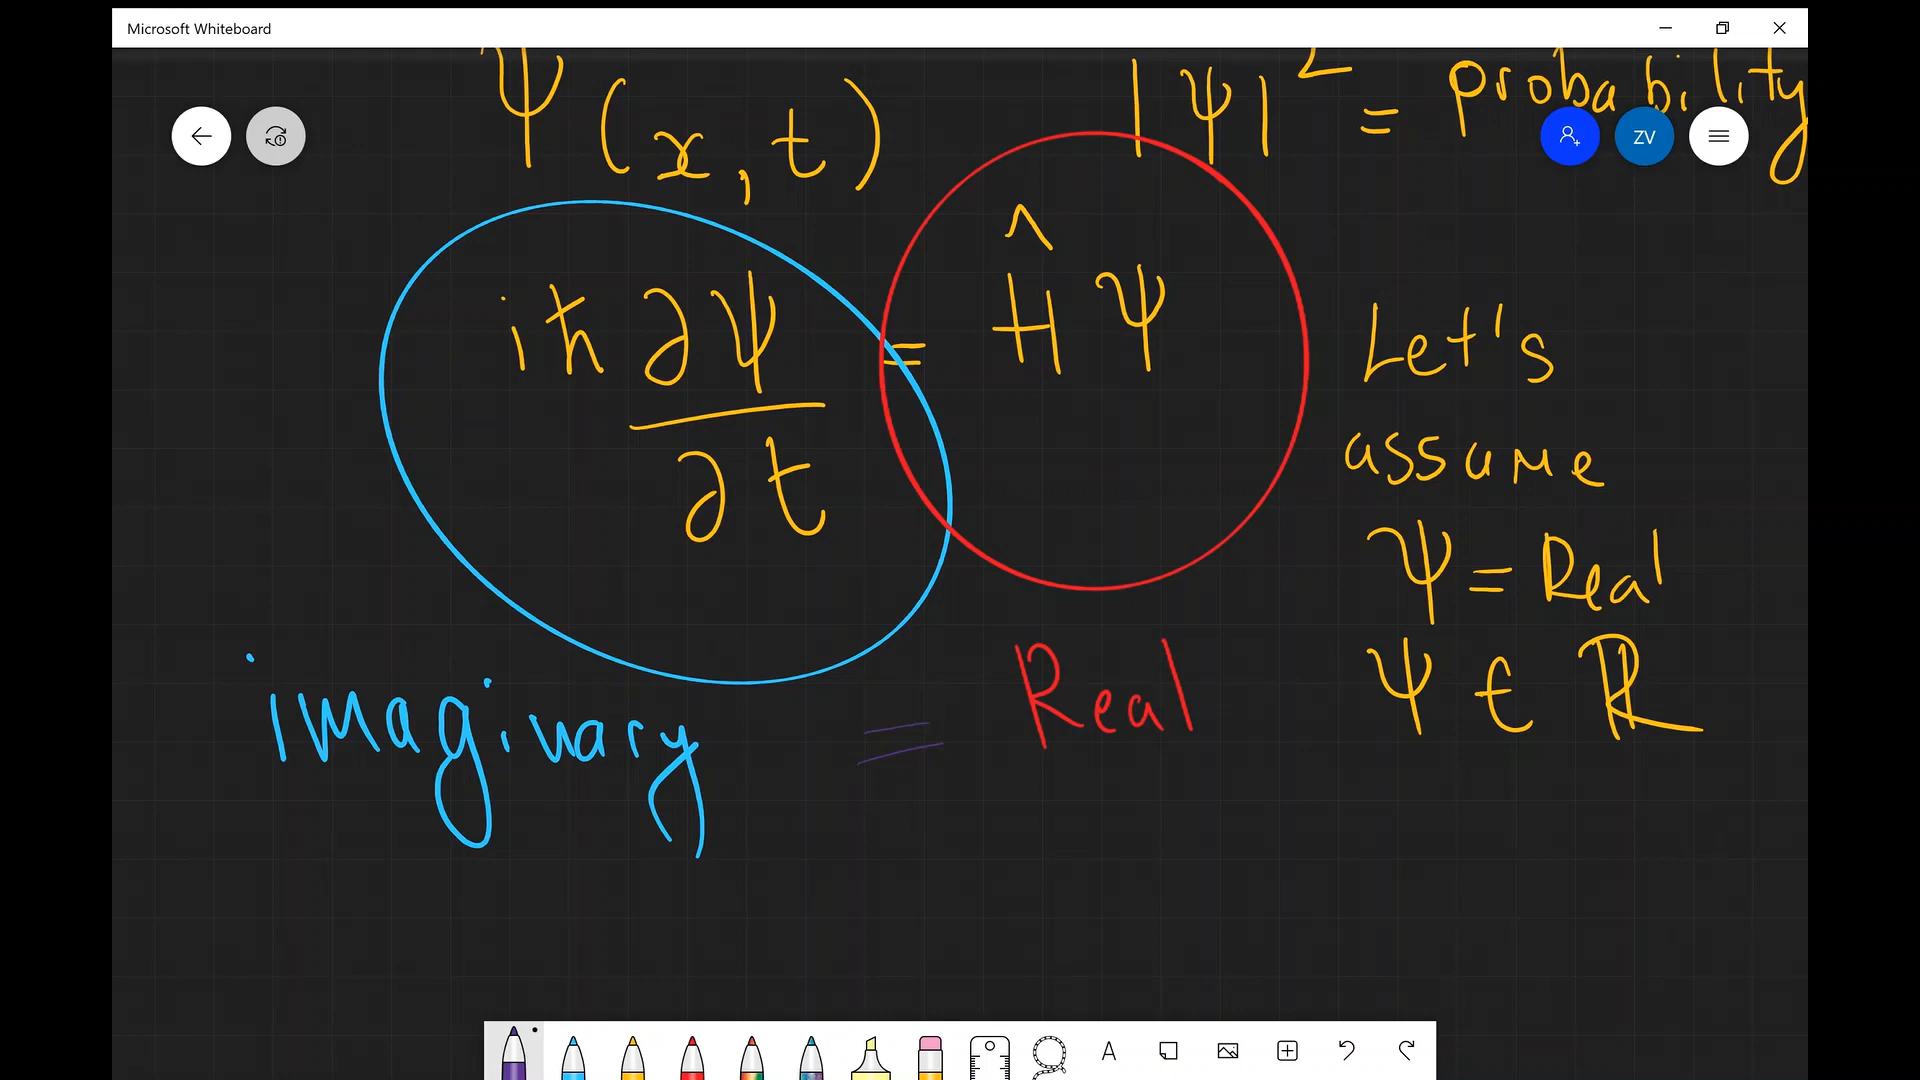 Microsoft Whiteboard
Ψ(x,t)
|Ψ|² = probability
ZV
iħ ∂Ψ/∂t = ĤΨ
Let's
assume
Ψ = Real
Ψ ∈ ℝ
imaginary = Real
A